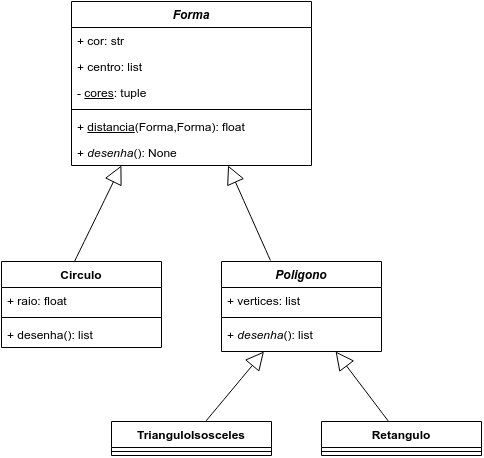 Forma
+ cor: str
+ centro: list
- cores: tuple
+ distancia(Forma,Forma): float
+ desenha(): None
Circulo
+ raio: float
+ desenha(): list
Poligono
+ vertices: list
+ desenha(): list
TrianguloIsosceles
Retangulo